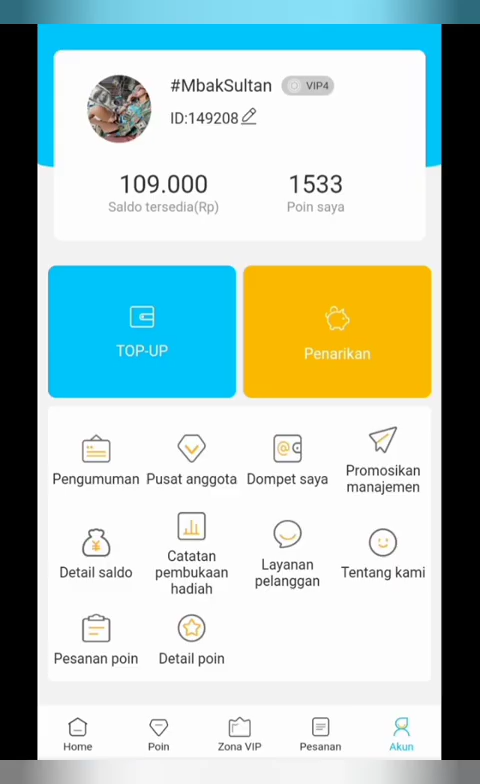 #MbakSultan VIP4
ID:149208
109.000 1533
Saldo tersedia(Rp) Poin saya
TOP-UP Penarikan
Pengumuman Pusat anggota Dompet saya Promosikan
manajemen
Detail saldo Catatan
pembukaan
hadiah Layanan
pelanggan Tentang kami
Pesanan poin Detail poin
Home Poin Zona VIP Pesanan Akun